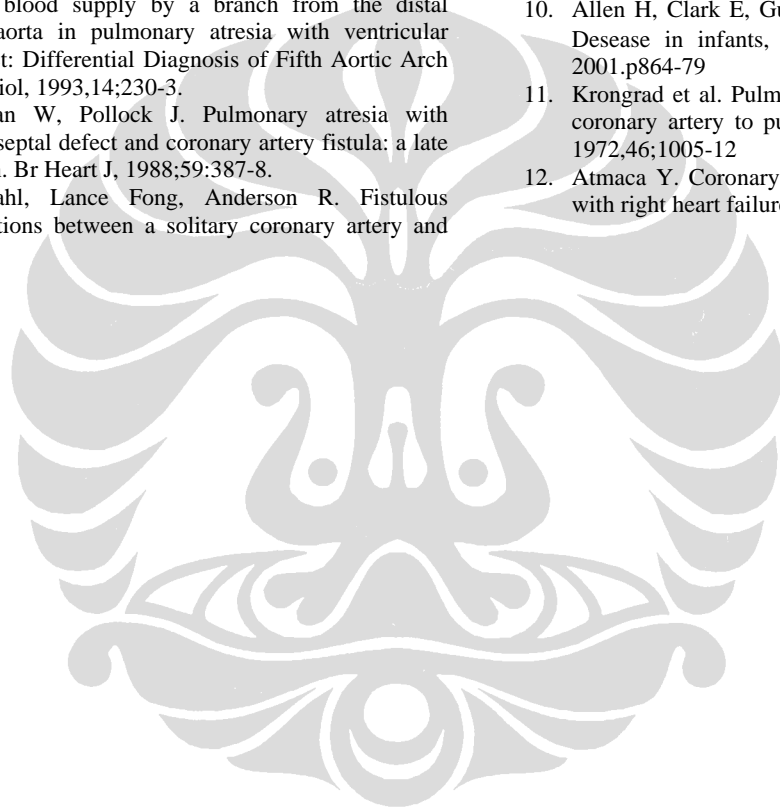 blood supply by a branch from the distal
aorta in pulmonary atresia with ventricular
t: Differential Diagnosis of Fifth Aortic Arch
iol, 1993,14;230-3.
an W, Pollock J. Pulmonary atresia with
septal defect and coronary artery fistula: a late
. Br Heart J, 1988;59:387-8.
ahl, Lance Fong, Anderson R. Fistulous
tions between a solitary coronary artery and
10. Allen H, Clark E, Gu
Desease in infants,
2001.p864-79
11. Krongrad et al. Pulm
coronary artery to pu
1972,46;1005-12
12. Atmaca Y. Coronary
with right heart failure